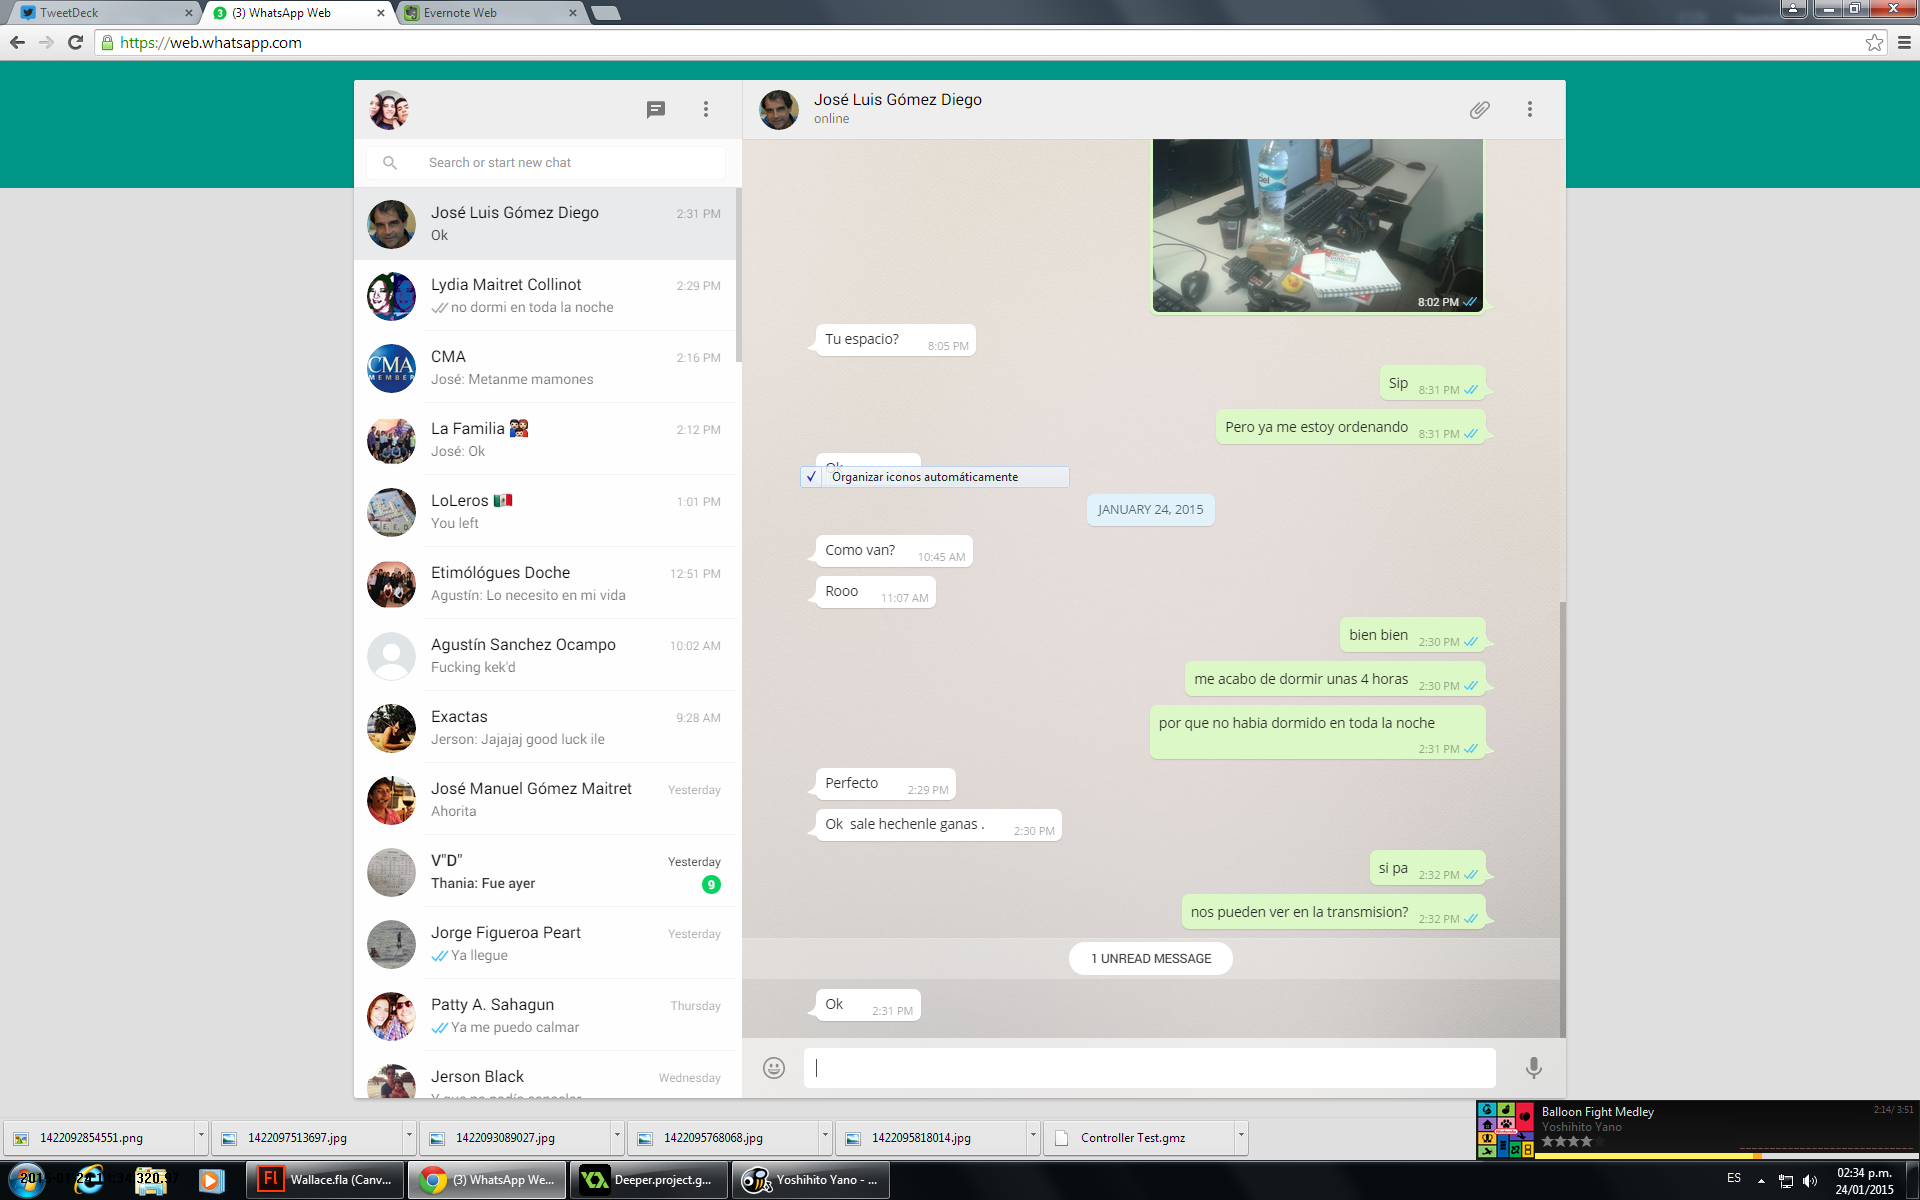 TweetDeck
(3) WhatsApp Web
Evernote Web
https://web.whatsapp.com
Search or start new chat
José Luis Gómez Diego
2:31 PM
Ok
Lydia Maitret Collinot
2:29 PM
no dormi en toda la noche
CMA
2:16 PM
José: Metanme mamones
CMA
MEMBER
La Familia
2:12 PM
José: Ok
LoLeros
1:01 PM
You left
Etimólógues Doche
12:51 PM
Agustín: Lo necesito en mi vida
Agustín Sanchez Ocampo
10:02 AM
Fucking kek'd
Exactas
9:28 AM
Jerson: Jajajaj good luck ile
José Manuel Gómez Maitret
Yesterday
Ahorita
V"D"
Yesterday
Thania: Fue ayer
9
Jorge Figueroa Peart
Yesterday
Ya llegue
Patty A. Sahagun
Thursday
Ya me puedo calmar
Jerson Black
Wednesday
José Luis Gómez Diego
online
8:02 PM
Tu espacio?
8:05 PM
Sip
8:31 PM
Pero ya me estoy ordenando
8:31 PM
Ok
Organizar iconos automáticamente
JANUARY 24, 2015
Como van?
10:45 AM
Rooo
11:07 AM
bien bien
2:30 PM
me acabo de dormir unas 4 horas
2:30 PM
por que no habia dormido en toda la noche
2:31 PM
Perfecto
2:29 PM
Ok sale hechenle ganas .
2:30 PM
si pa
2:32 PM
nos pueden ver en la transmision?
2:32 PM
1 UNREAD MESSAGE
Ok
2:31 PM
1422092854551.png
1422097513697.jpg
1422093089027.jpg
1422095768068.jpg
1422095818014.jpg
Controller Test.gmz
Balloon Fight Medley
2:14/ 3:51
Yoshihito Yano
Wallace.fla (Canv...
(3) WhatsApp We...
Deeper.project.g...
Yoshihito Yano - ...
ES
02:34 p.m.
24/01/2015